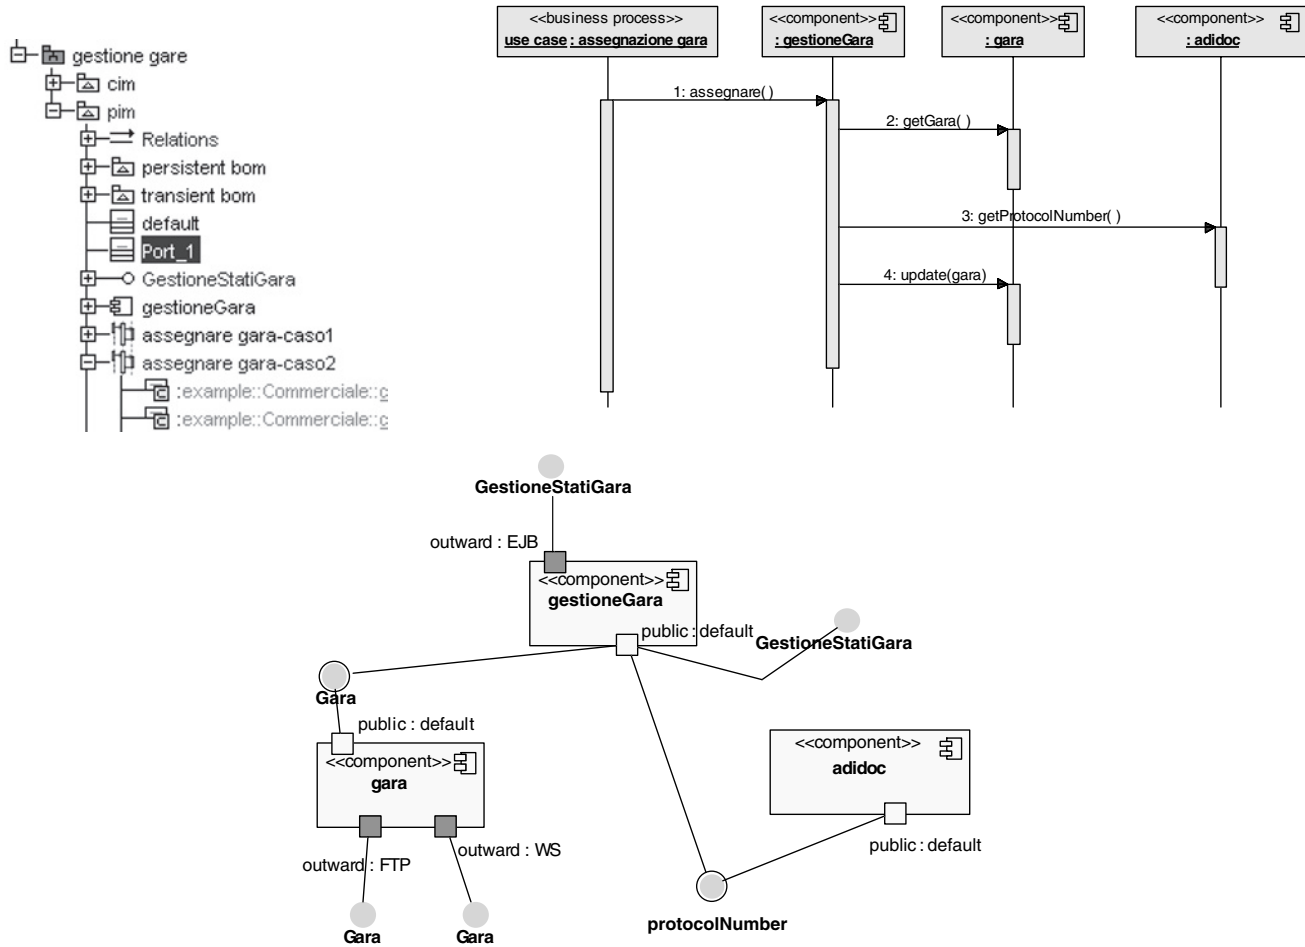 gestione gare
cim
pim
Relations
persistent bom
transient bom
default
Port_1
GestioneStatiGara
gestioneGara
assegnare gara-caso1
assegnare gara-caso2
:example::Commerciale::g
:example::Commerciale::g
<<business process>>
use case : assegnazione gara
<<component>>
: gestioneGara
<<component>>
: gara
<<component>>
: adidoc
1: assegnare( )
2: getGara( )
3: getProtocolNumber( )
4: update(gara)
GestioneStatiGara
outward : EJB
<<component>>
gestioneGara
public : default
GestioneStatiGara
Gara
public : default
<<component>>
gara
<<component>>
adidoc
outward : FTP
outward : WS
public : default
Gara
Gara
protocolNumber